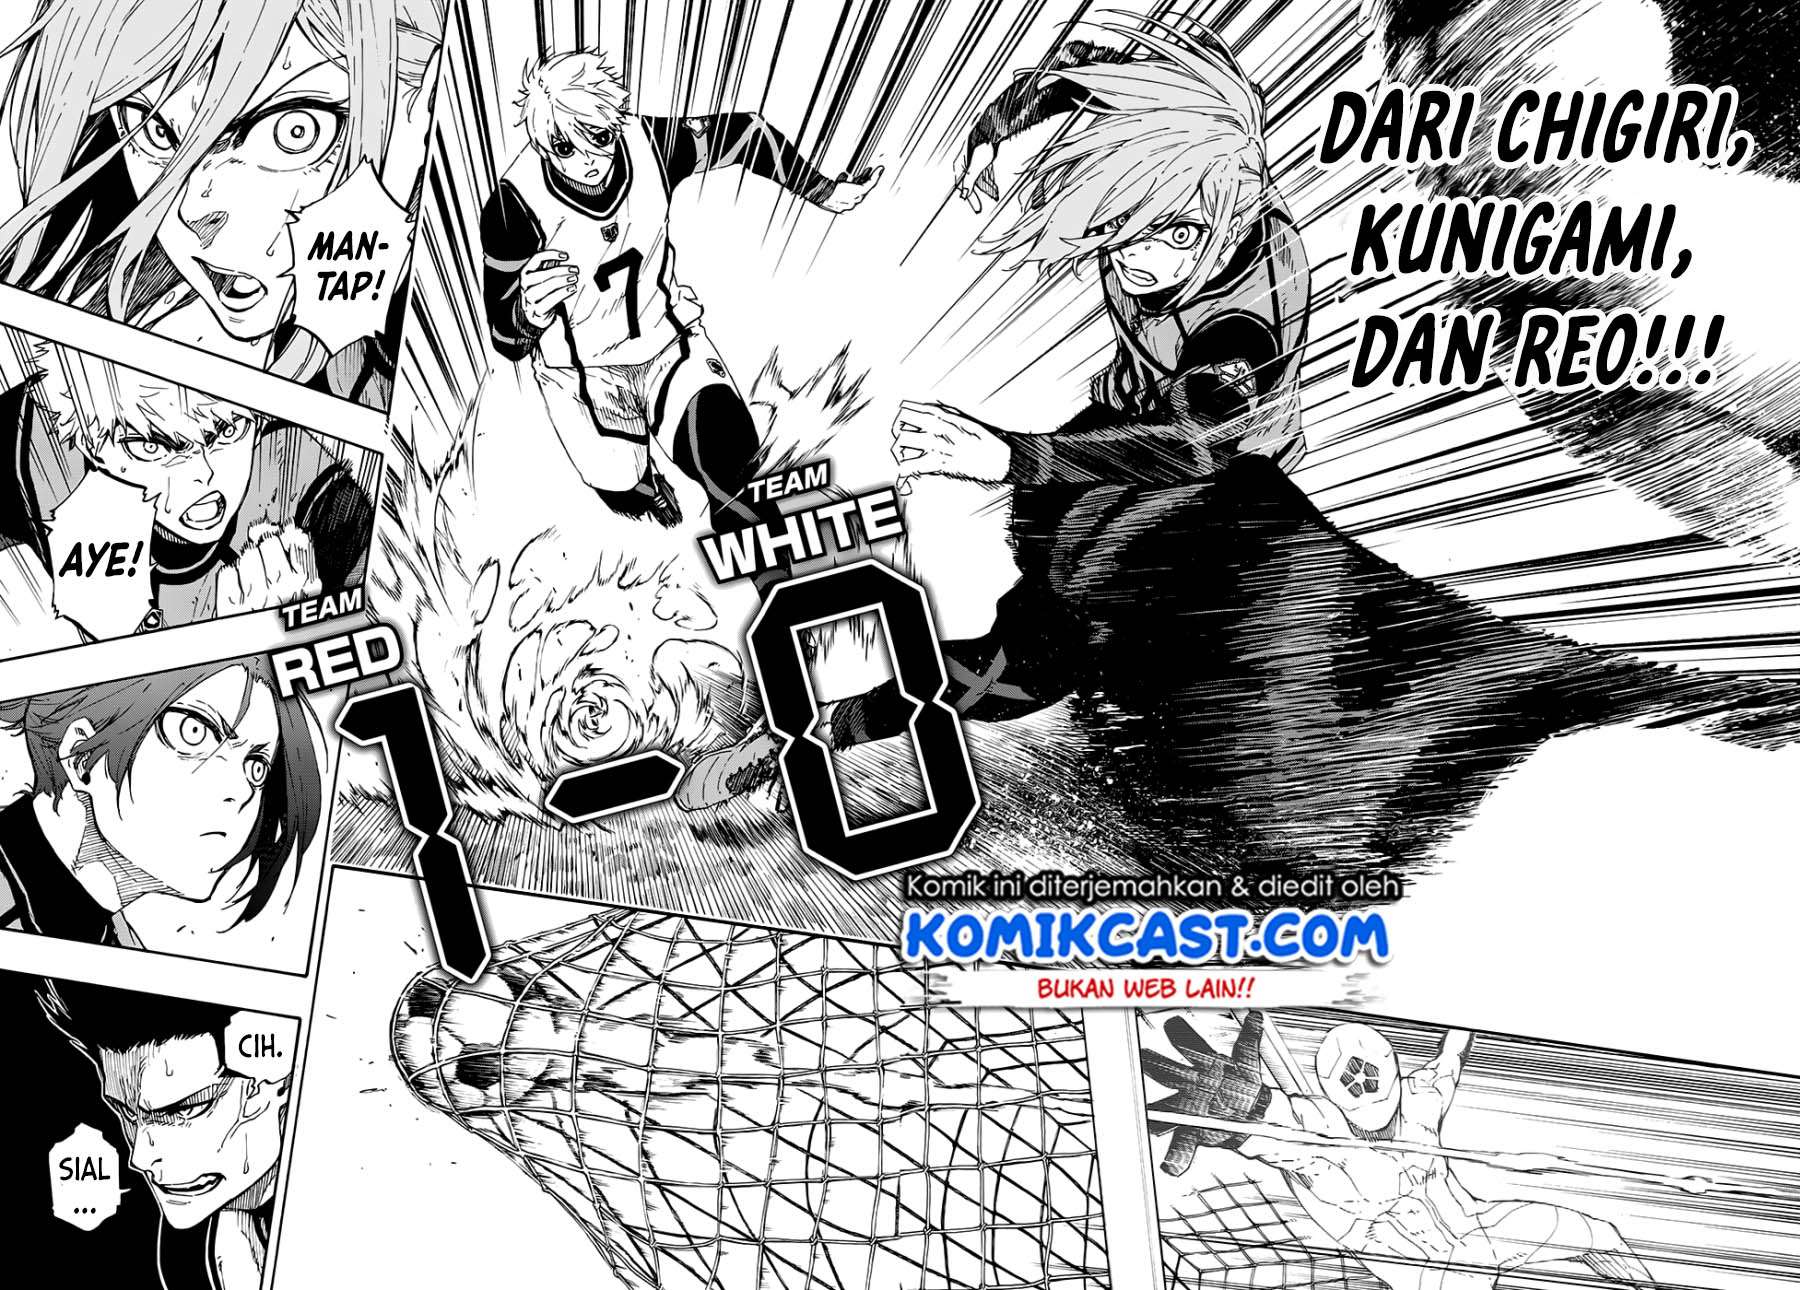 DARI CHIGIRI,
KUNIGAMI,
DAN REO!!!
7
MAN-
TAP!
AYE!
TEAM
RED
TEAM
WHITE
1-0
CIH.
SIAL
...
Komik ini diterjemahkan & diedit oleh
KOMIKCAST.COM
BUKAN WEB LAIN!!